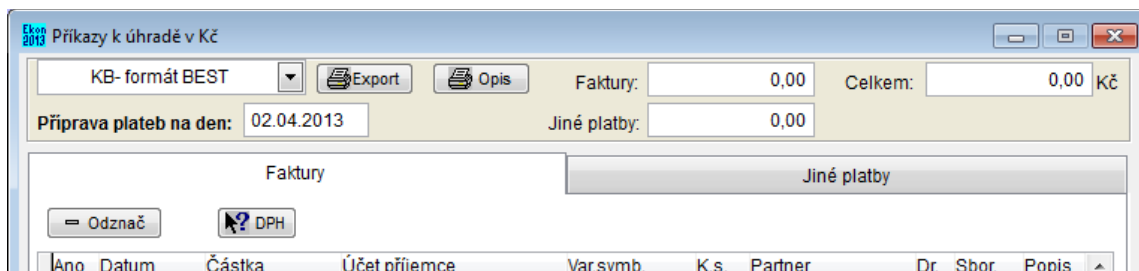 Ekon 2013 Příkazy k úhradě v Kč
KB- formát BEST Export Opis Faktury: 0,00 Celkem: 0,00 Kč
Příprava plateb na den: 02.04.2013 Jiné platby: 0,00
Faktury Jiné platby
Odznač DPH
Ano Datum Částka Účet příjemce Var.symb. K.s. Partner Dr. Sbor. Popis